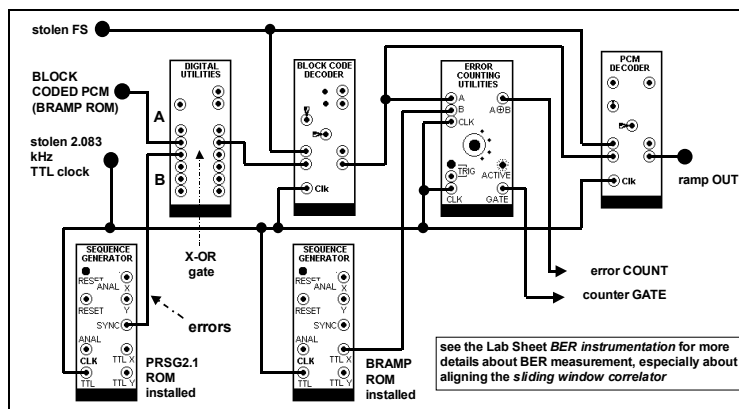 stolen FS
BLOCK
CODED PCM
(BRAMP ROM)
stolen 2.083
kHz
TTL clock
DIGITAL
UTILITIES
A
B
X-OR
gate
BLOCK CODE
DECODER
Clk
ERROR
COUNTING
UTILITIES
A
B
CLK
A⊕B
TRIG
ACTIVE
CLK
GATE
PCM
DECODER
Clk
ramp OUT
SEQUENCE
GENERATOR
RESET
ANAL
X
Y
RESET
SYNC
ANAL
CLK
TTL X
TTL
TTL Y
errors
PRSG2.1
ROM
installed
SEQUENCE
GENERATOR
RESET
ANAL
X
Y
RESET
SYNC
ANAL
CLK
TTL X
TTL
TTL Y
BRAMP
ROM
installed
error COUNT
counter GATE
see the Lab Sheet BER instrumentation for more
details about BER measurement, especially about
aligning the sliding window correlator